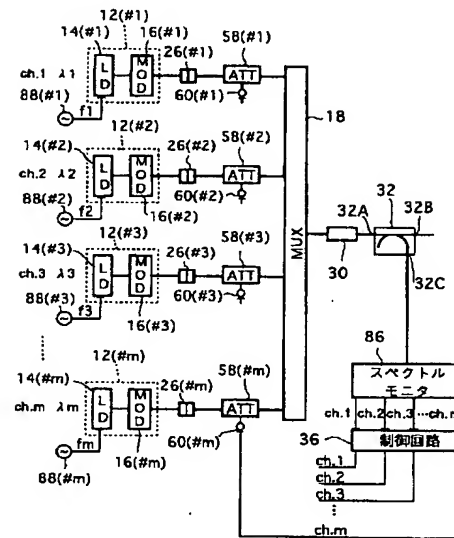 12(#1)
14(#1) 16(#1) 58(#1)
26(#1)
LD MOD ATT
ch.1 λ1
88(#1) f1 60(#1)
18
12(#2)
14(#2) 26(#2) 58(#2)
LD MOD ATT
ch.2 λ2
88(#2) f2 16(#2) 60(#2)
MUX
30
32A 32 32B
32C
12(#3)
14(#3) 26(#3) 58(#3)
LD MOD ATT
ch.3 λ3
88(#3) f3 16(#3) 60(#3)
12(#m)
14(#m) 26(#m) 58(#m)
LD MOD ATT
ch.m λm
88(#m) fm 16(#m) 60(#m)
86
スペクトル
モニタ
ch.1 ch.2 ch.3 …ch.m
36
制御回路
ch.1
ch.2
ch.3
ch.m